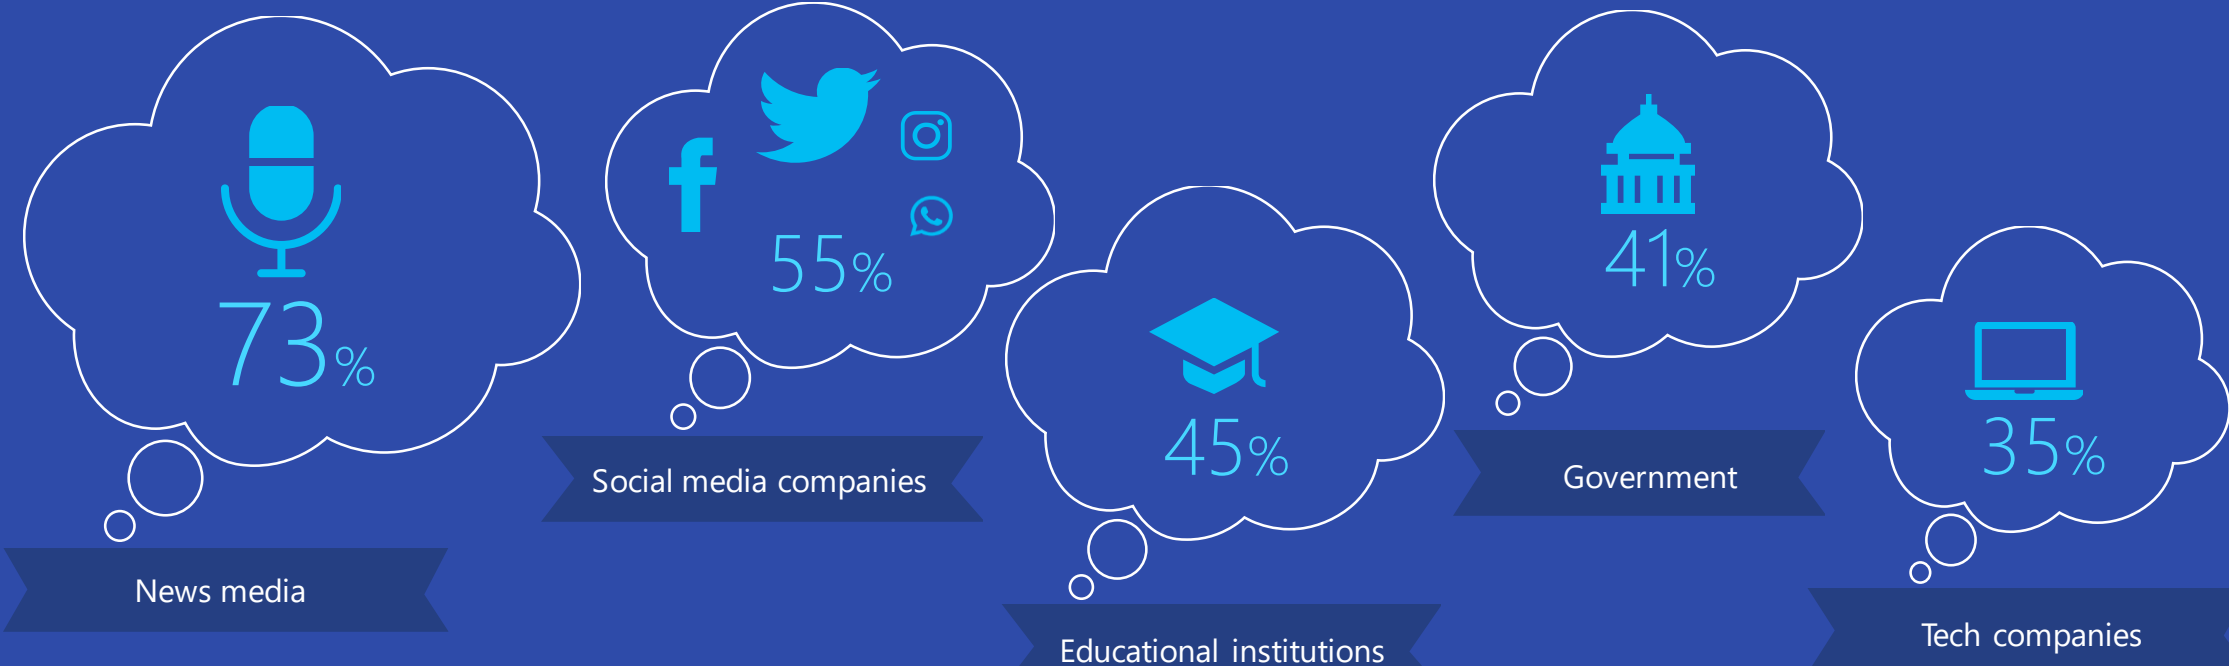 73%
News media
55%
Social media companies
45%
Educational institutions
41%
Government
35%
Tech companies